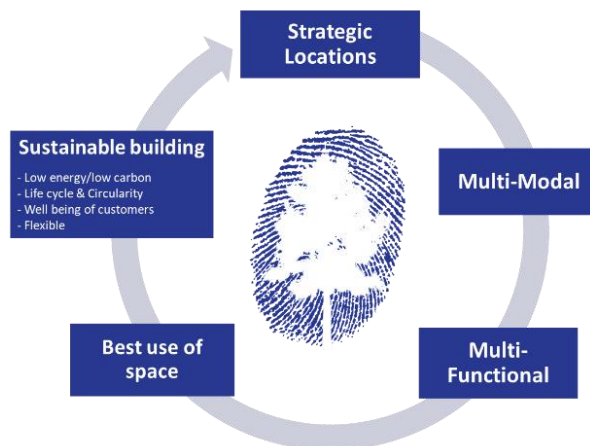 Strategic
Locations
Multi-Modal
Multi-
Functional
Best use of
space
Sustainable building
- Low energy/low carbon
- Life cycle & Circularity
- Well being of customers
- Flexible